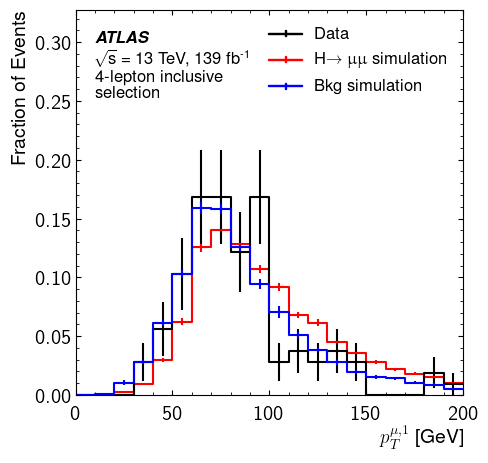 ATLAS
√s = 13 TeV, 139 fb⁻¹
4-lepton inclusive
selection
Data
H→ μμ simulation
Bkg simulation
Fraction of Events
0.30
0.25
0.20
0.15
0.10
0.05
0.00
0 50 100 150 200
p_T^{μ,1} [GeV]